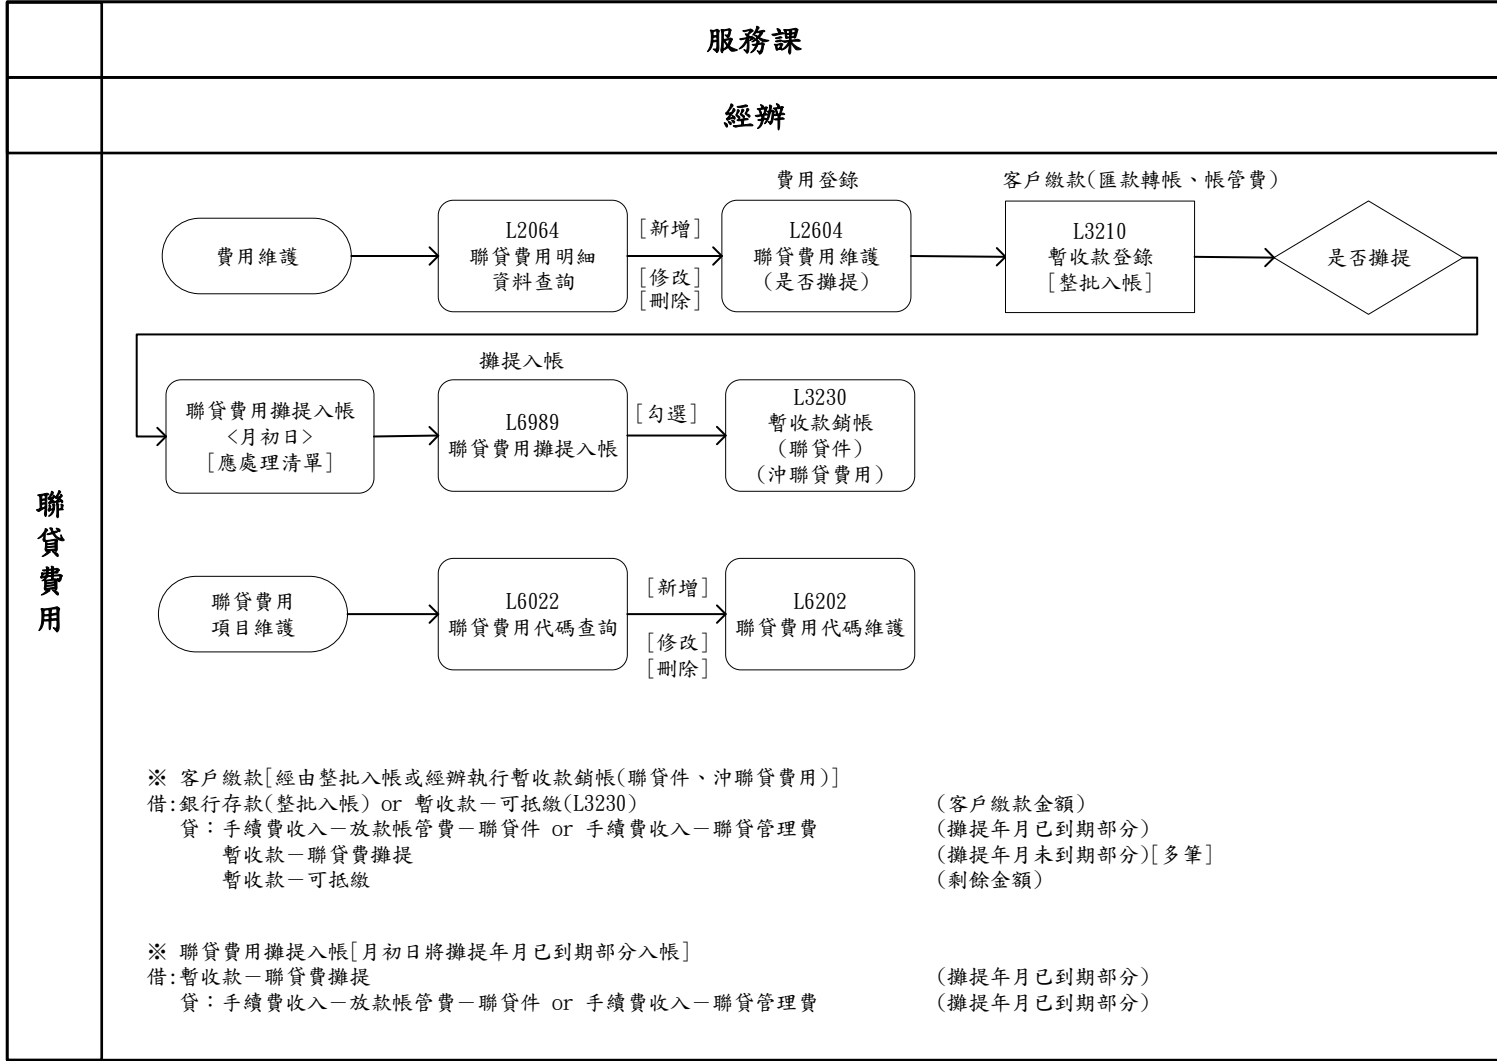 服務課
經辦
聯貸費用
費用登錄
客戶繳款(匯款轉帳、帳管費)
費用維護
L2064
聯貸費用明細
資料查詢
[新增]
[修改]
[刪除]
L2604
聯貸費用維護
(是否攤提)
L3210
暫收款登錄
[整批入帳]
是否攤提
攤提入帳
聯貸費用攤提入帳
<月初日>
[應處理清單]
L6989
聯貸費用攤提入帳
[勾選]
L3230
暫收款銷帳
(聯貸件)
(沖聯貸費用)
聯貸費用
項目維護
L6022
聯貸費用代碼查詢
[新增]
[修改]
[刪除]
L6202
聯貸費用代碼維護
※ 客戶繳款[經由整批入帳或經辦執行暫收款銷帳(聯貸件、沖聯貸費用)]
借:銀行存款(整批入帳) or 暫收款－可抵繳(L3230) (客戶繳款金額)
貸：手續費收入－放款帳管費－聯貸件 or 手續費收入－聯貸管理費 (攤提年月已到期部分)
暫收款－聯貸費攤提 (攤提年月未到期部分)[多筆]
暫收款－可抵繳 (剩餘金額)
※ 聯貸費用攤提入帳[月初日將攤提年月已到期部分入帳]
借:暫收款－聯貸費攤提 (攤提年月已到期部分)
貸：手續費收入－放款帳管費－聯貸件 or 手續費收入－聯貸管理費 (攤提年月已到期部分)